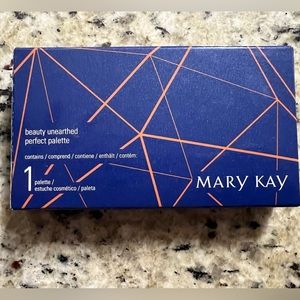 beauty unearthed
perfect palette
contains / comprend / contiene / enthält / contém:
1 palette /
estuche cosmético / paleta
MARY KAY